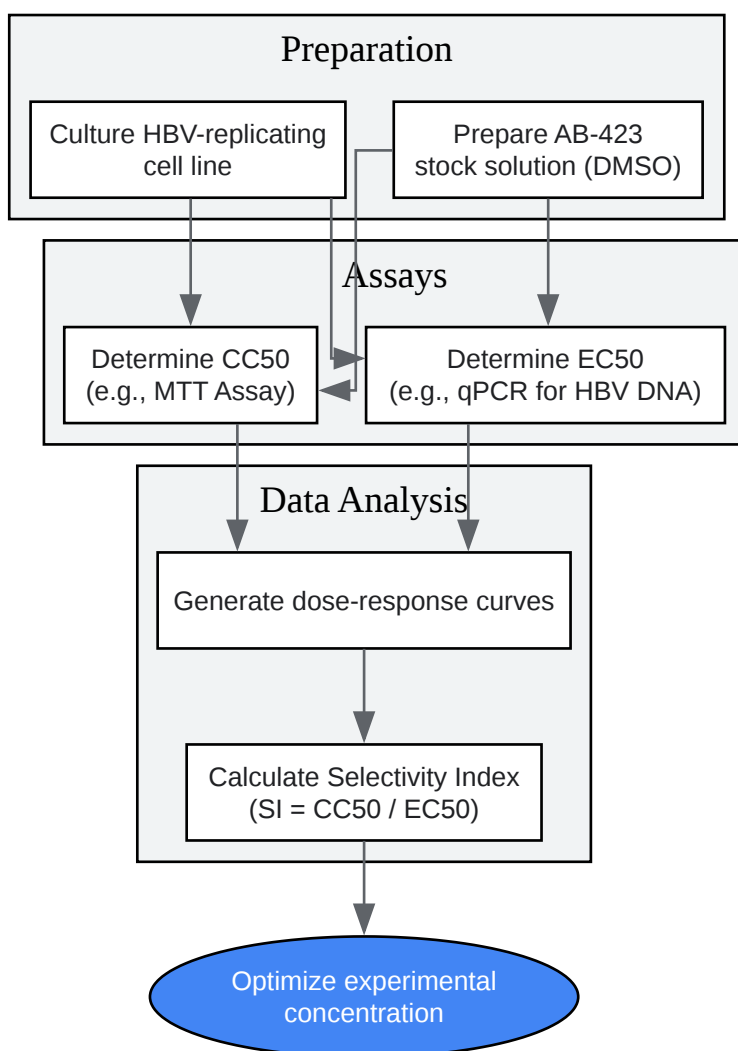 Preparation
Culture HBV-replicating
cell line
Prepare AB-423
stock solution (DMSO)
Assays
Determine CC50
(e.g., MTT Assay)
Determine EC50
(e.g., qPCR for HBV DNA)
Data Analysis
Generate dose-response curves
Calculate Selectivity Index
(SI = CC50 / EC50)
Optimize experimental
concentration